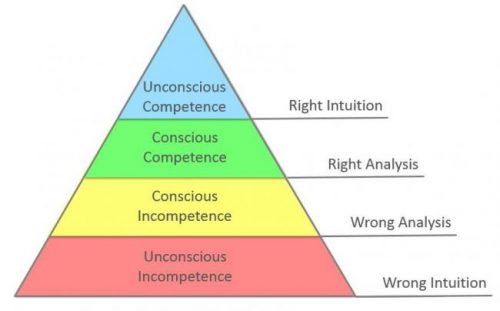 Unconscious
Competence
Right Intuition
Conscious
Competence
Right Analysis
Conscious
Incompetence
Wrong Analysis
Unconscious
Incompetence
Wrong Intuition